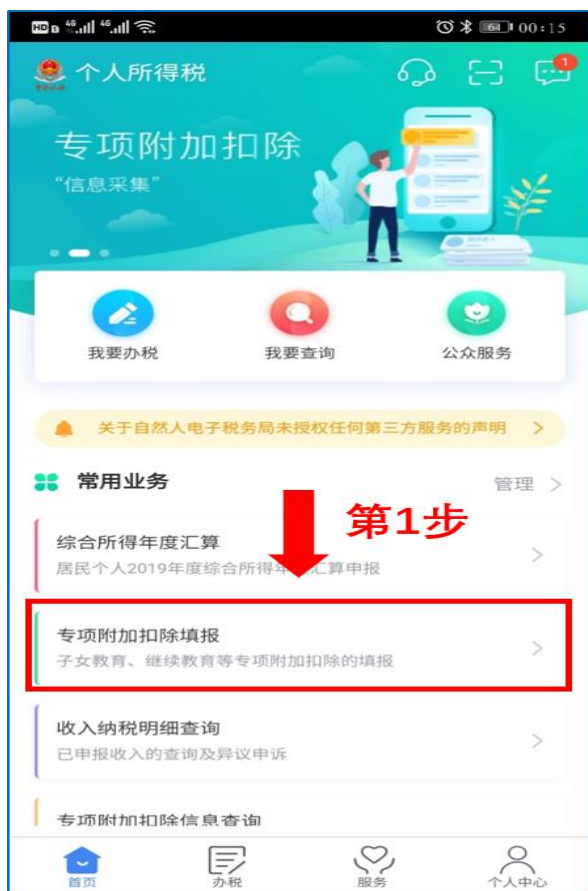 HD D 46 46 64 00:15
个人所得税
1
专项附加扣除
“信息采集”
我要办税 我要查询 公众服务
关于自然人电子税务局未授权任何第三方服务的声明 >
常用业务
管理 >
第1步
综合所得年度汇算
居民个人2019年度综合所得年度汇算申报
专项附加扣除填报
子女教育、继续教育等专项附加扣除的填报
收入纳税明细查询
已申报收入的查询及异议申诉
专项附加扣除信息查询
首页 办税 服务 个人中心